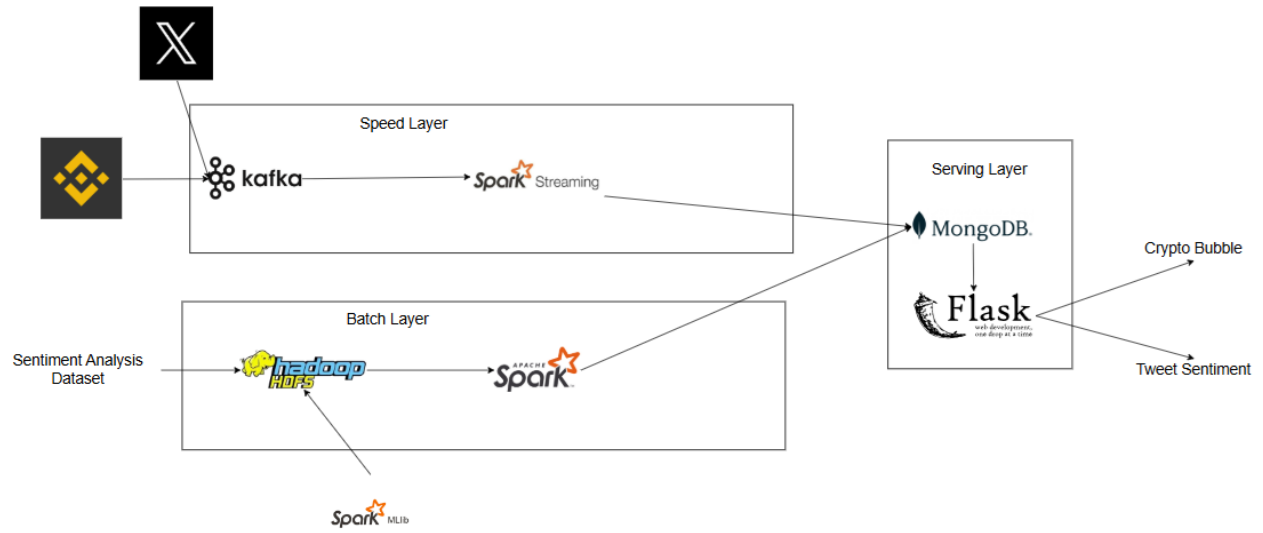 Speed Layer
kafka
Spark Streaming
Serving Layer
MongoDB.
Crypto Bubble
Flask
web development,
one drop at a time
Batch Layer
Sentiment Analysis
Dataset
hadoop
HDFS
APACHE
Spark
Tweet Sentiment
Spark MLlib